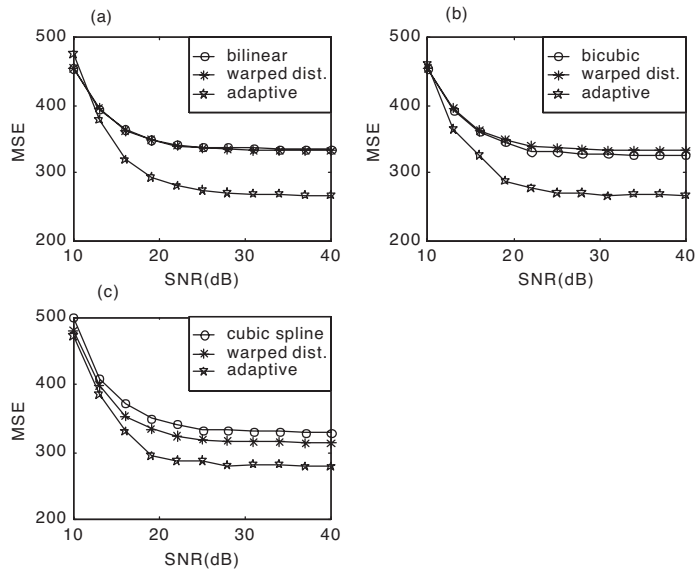 (a)
500
400
300
200
MSE
10
20
30
40
SNR(dB)
bilinear
warped dist.
adaptive
(b)
500
400
300
200
MSE
10
20
30
40
SNR(dB)
bicubic
warped dist.
adaptive
(c)
500
400
300
200
MSE
10
20
30
40
SNR(dB)
cubic spline
warped dist.
adaptive